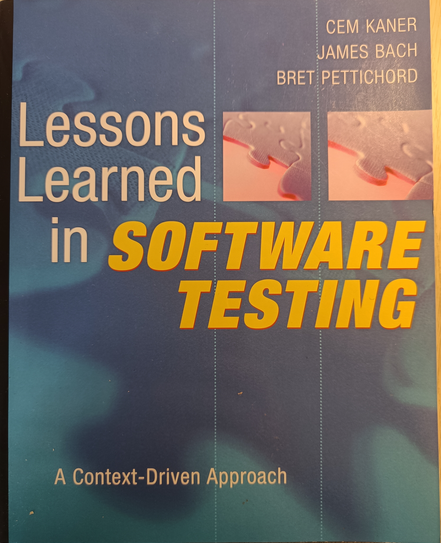 CEM KANER
JAMES BACH
BRET PETTICHORD
Lessons
Learned
in SOFTWARE
TESTING
A Context-Driven Approach